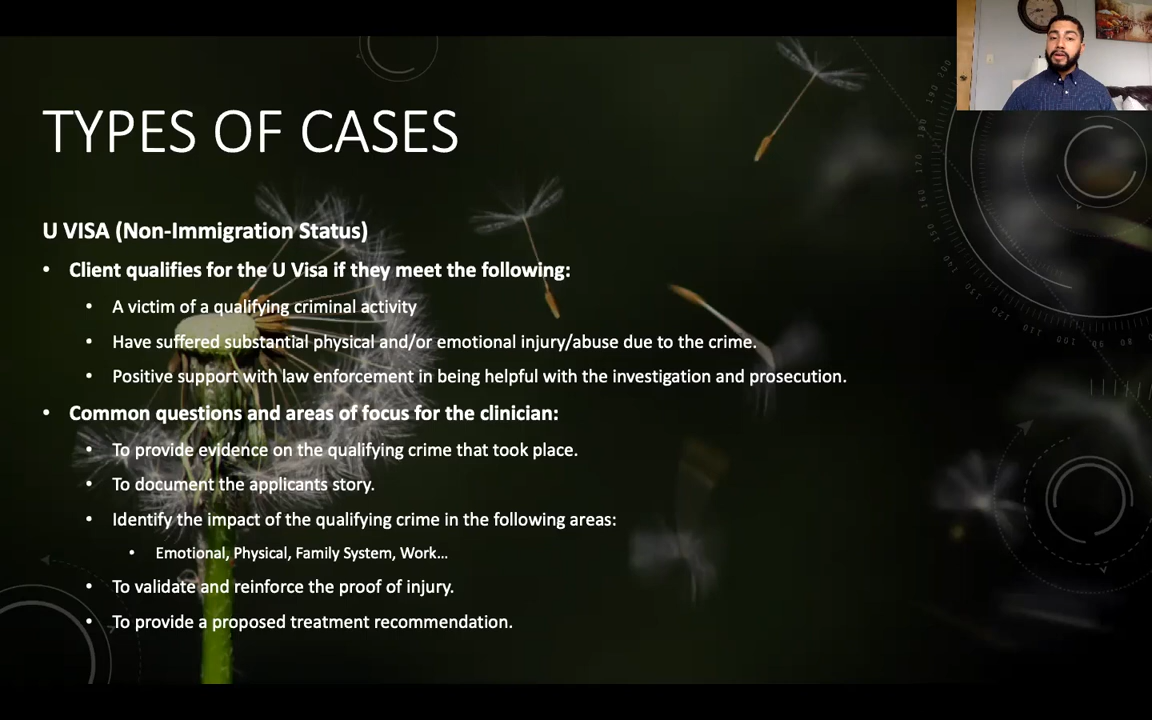 TYPES OF CASES
U VISA (Non-Immigration Status)
• Client qualifies for the U Visa if they meet the following:
• A victim of a qualifying criminal activity
• Have suffered substantial physical and/or emotional injury/abuse due to the crime.
• Positive support with law enforcement in being helpful with the investigation and prosecution.
• Common questions and areas of focus for the clinician:
• To provide evidence on the qualifying crime that took place.
• To document the applicants story.
• Identify the impact of the qualifying crime in the following areas:
• Emotional, Physical, Family System, Work...
• To validate and reinforce the proof of injury.
• To provide a proposed treatment recommendation.